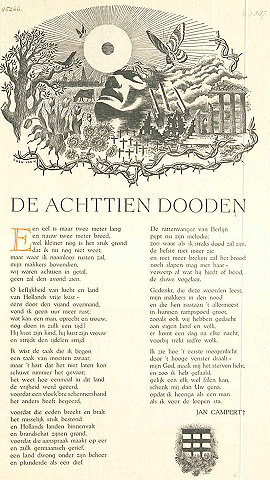 45266.
DE ACHTTIEN DOODEN
Een cel is maar twee meter lang
en nauw twee meter breed,
wel kleiner nog is het stuk grond
dat ik nu nog niet weet,
maar waar ik naamloos rusten zal,
mijn makkers bovendien,
wij waren achttien in getal,
geen zal den avond zien.
O lieflijkheid van lucht en land
van Hollands vrije kust -
eens door den vijand overmand,
vond ik geen uur meer rust;
wat kan een man, oprecht en trouw,
nog doen in zulk een tijd?
Hij kust zijn kind, hij kust zijn vrouw
en strijdt den ijdelen strijd.
Ik wist de taak die ik begon
een taak van moeiten zwaar,
maar 't hart dat het niet laten kon
schuwt nimmer het gevaar;
het weet hoe eenmaal in dit land
de vrijheid werd geëerd,
voordat een vloekbre schennershand
het anders heeft begeerd,
voordat die eeden breekt en bralt
het misselijk stuk bestond
en Hollands landen binnenvalt
en brandschat zijnen grond,
voordat die aanspraak maakt op eer
en zulk germaansch gerief,
een land dwong onder zijn beheer
en plunderde als een dief.
De rattenvanger van Berlijn
pijpt nu zijn melodie;
zoo waar als ik straks dood zal zijn,
de liefste niet meer zie
en niet meer breken zal het brood
noch slapen mag met haar -
verwerp al wat hij biedt of bood,
de sluwe vogelaar.
Gedenkt, die deze woorden leest,
mijn makkers in den nood
en die hen nastaan 't allermeest
in hunnen rampspoed groot,
zooals ook wij hebben gedacht
aan eigen land en volk,
er komt een dag na elke nacht,
voorbij trekt iedre wolk.
Ik zie hoe 't eerste morgenlicht
door 't hooge venster draalt -
mijn God, maak mij het sterven licht,
en zoo ik heb gefaald
gelijk een elk wel falen kan,
schenk mij dan Uw genâ,
opdat ik heenga als een man
als ik voor de loopen sta.
JAN CAMPERT†